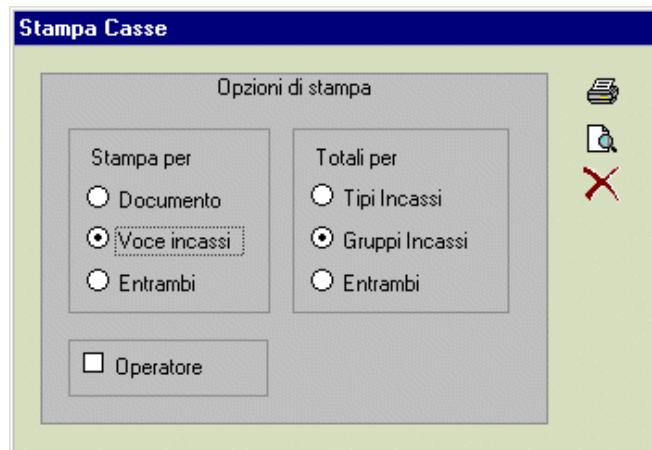 Stampa Casse
Opzioni di stampa
Stampa per
Documento
Voce incassi
Entrambi
Totali per
Tipi Incassi
Gruppi Incassi
Entrambi
Operatore